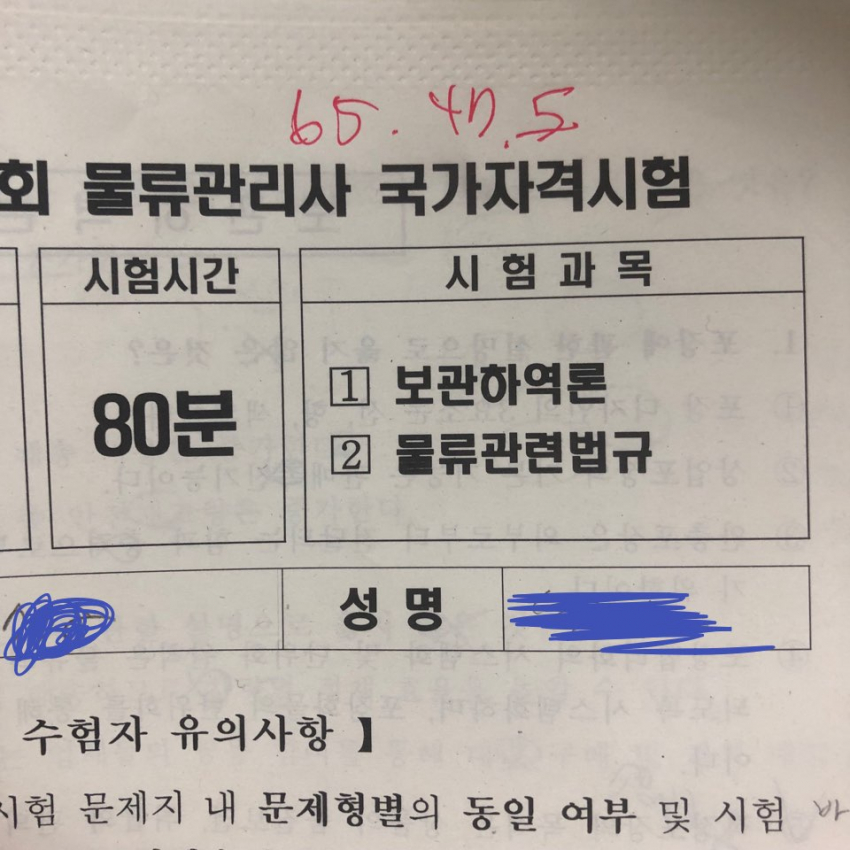 65. 47.5
회 물류관리사 국가자격시험
시험시간 시험과목
80분
1 보관하역론
2 물류관련법규
성명
수험자 유의사항 】
시험 문제지 내 문제형별의 동일 여부 및 시험